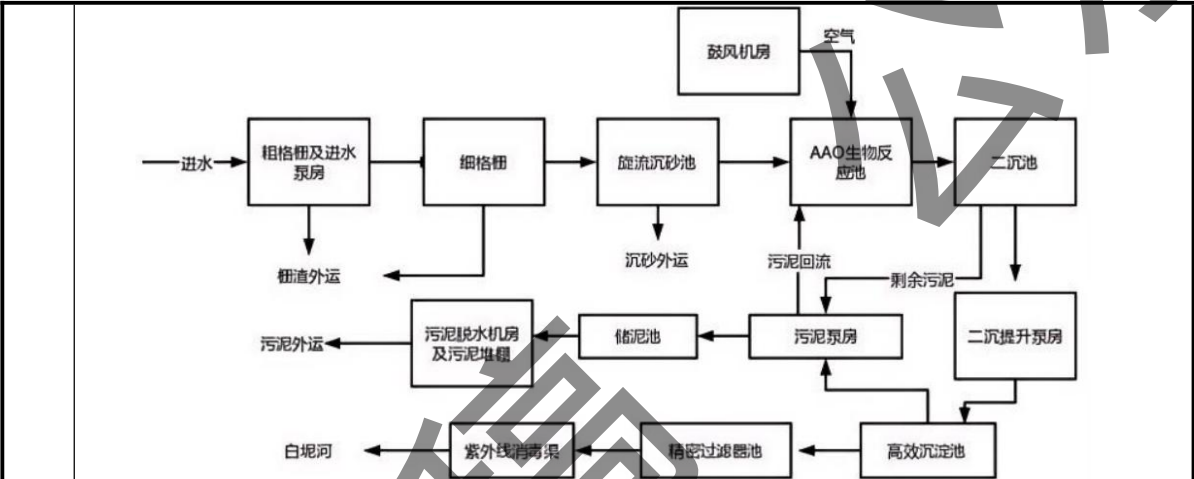 鼓风机房
空气
进水
粗格栅及进水
泵房
细格栅
旋流沉砂池
AAO生物反
应池
二沉池
栅渣外运
沉砂外运
污泥回流
剩余污泥
污泥外运
污泥脱水机房
及污泥堆棚
储泥池
污泥泵房
二沉提升泵房
白坭河
紫外线消毒渠
精密过滤器池
高效沉淀池